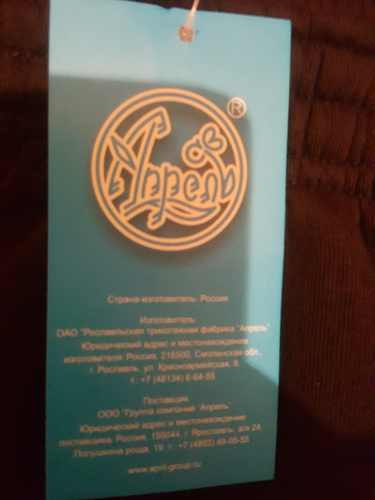 Апрель
®
Страна-изготовитель: Россия
Изготовитель:
ОАО "Рославльская трикотажная фабрика "Апрель"
Юридический адрес и местонахождение
изготовителя: Россия, 216500, Смоленская обл.,
г. Рославль, ул. Красноармейская, 9
т.: +7 (48134) 6-64-55
Поставщик:
ООО "Группа компаний "Апрель"
Юридический адрес и местонахождение
поставщика: Россия, 150044, г. Ярославль, а/я 24,
Полушкина роща, 19, т.: +7 (4852) 49-05-55
www.april-group.ru